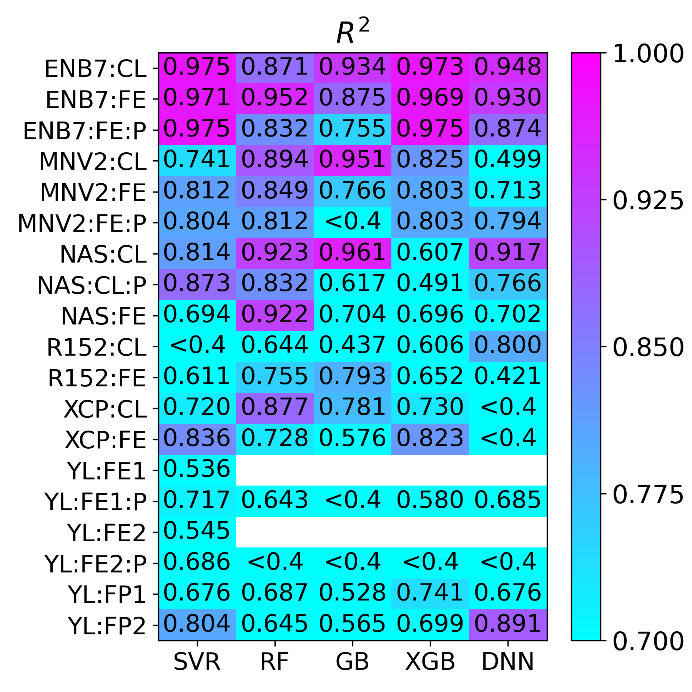 R²
ENB7:CL 0.975 0.871 0.934 0.973 0.948
ENB7:FE 0.971 0.952 0.875 0.969 0.930
ENB7:FE:P 0.975 0.832 0.755 0.975 0.874
MNV2:CL 0.741 0.894 0.951 0.825 0.499
MNV2:FE 0.812 0.849 0.766 0.803 0.713
MNV2:FE:P 0.804 0.812 <0.4 0.803 0.794
NAS:CL 0.814 0.923 0.961 0.607 0.917
NAS:CL:P 0.873 0.832 0.617 0.491 0.766
NAS:FE 0.694 0.922 0.704 0.696 0.702
R152:CL <0.4 0.644 0.437 0.606 0.800
R152:FE 0.611 0.755 0.793 0.652 0.421
XCP:CL 0.720 0.877 0.781 0.730 <0.4
XCP:FE 0.836 0.728 0.576 0.823 <0.4
YL:FE1 0.536
YL:FE1:P 0.717 0.643 <0.4 0.580 0.685
YL:FE2 0.545
YL:FE2:P 0.686 <0.4 <0.4 <0.4 <0.4
YL:FP1 0.676 0.687 0.528 0.741 0.676
YL:FP2 0.804 0.645 0.565 0.699 0.891
SVR RF GB XGB DNN
1.000
0.925
0.850
0.775
0.700